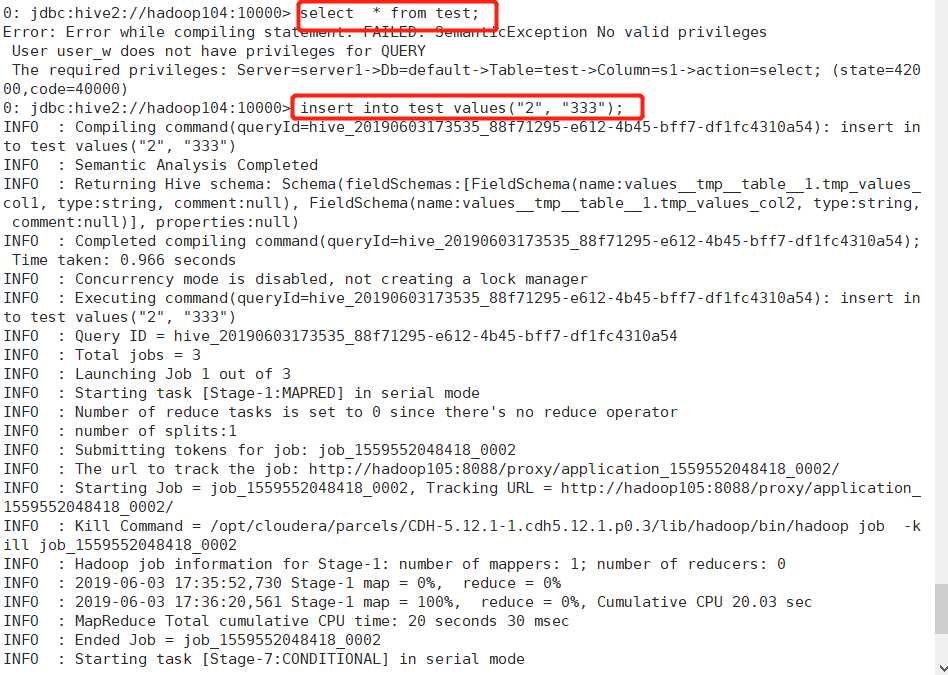 0: jdbc:hive2://hadoop104:10000> select  * from test;
Error: Error while compiling statement: FAILED: SemanticException No valid privileges
 User user_w does not have privileges for QUERY
 The required privileges: Server=server1->Db=default->Table=test->Column=s1->action=select; (state=420
00,code=40000)
0: jdbc:hive2://hadoop104:10000> insert into test values("2", "333");
INFO  : Compiling command(queryId=hive_20190603173535_88f71295-e612-4b45-bff7-df1fc4310a54): insert in
to test values("2", "333")
INFO  : Semantic Analysis Completed
INFO  : Returning Hive schema: Schema(fieldSchemas:[FieldSchema(name:values__tmp__table__1.tmp_values_
col1, type:string, comment:null), FieldSchema(name:values__tmp__table__1.tmp_values_col2, type:string,
 comment:null)], properties:null)
INFO  : Completed compiling command(queryId=hive_20190603173535_88f71295-e612-4b45-bff7-df1fc4310a54);
 Time taken: 0.966 seconds
INFO  : Concurrency mode is disabled, not creating a lock manager
INFO  : Executing command(queryId=hive_20190603173535_88f71295-e612-4b45-bff7-df1fc4310a54): insert in
to test values("2", "333")
INFO  : Query ID = hive_20190603173535_88f71295-e612-4b45-bff7-df1fc4310a54
INFO  : Total jobs = 3
INFO  : Launching Job 1 out of 3
INFO  : Starting task [Stage-1:MAPRED] in serial mode
INFO  : Number of reduce tasks is set to 0 since there's no reduce operator
INFO  : number of splits:1
INFO  : Submitting tokens for job: job_1559552048418_0002
INFO  : The url to track the job: http://hadoop105:8088/proxy/application_1559552048418_0002/
INFO  : Starting Job = job_1559552048418_0002, Tracking URL = http://hadoop105:8088/proxy/application_
1559552048418_0002/
INFO  : Kill Command = /opt/cloudera/parcels/CDH-5.12.1-1.cdh5.12.1.p0.3/lib/hadoop/bin/hadoop job  -k
ill job_1559552048418_0002
INFO  : Hadoop job information for Stage-1: number of mappers: 1; number of reducers: 0
INFO  : 2019-06-03 17:35:52,730 Stage-1 map = 0%,  reduce = 0%
INFO  : 2019-06-03 17:36:20,561 Stage-1 map = 100%,  reduce = 0%, Cumulative CPU 20.03 sec
INFO  : MapReduce Total cumulative CPU time: 20 seconds 30 msec
INFO  : Ended Job = job_1559552048418_0002
INFO  : Starting task [Stage-7:CONDITIONAL] in serial mode